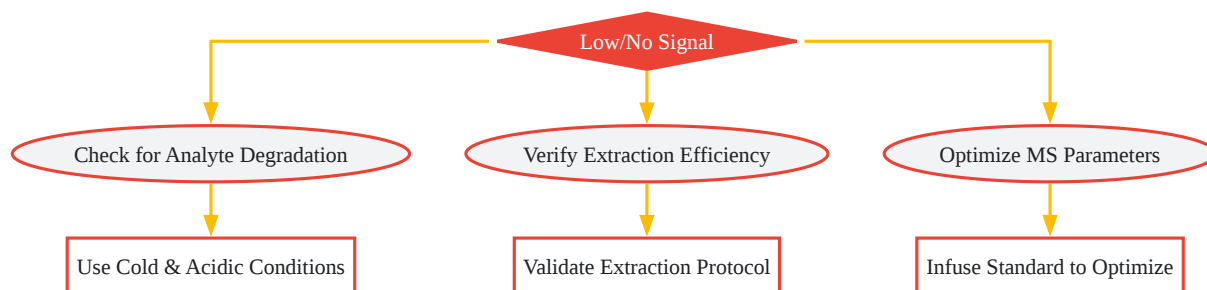 Low/No Signal
Check for Analyte Degradation
Verify Extraction Efficiency
Optimize MS Parameters
Use Cold & Acidic Conditions
Validate Extraction Protocol
Infuse Standard to Optimize